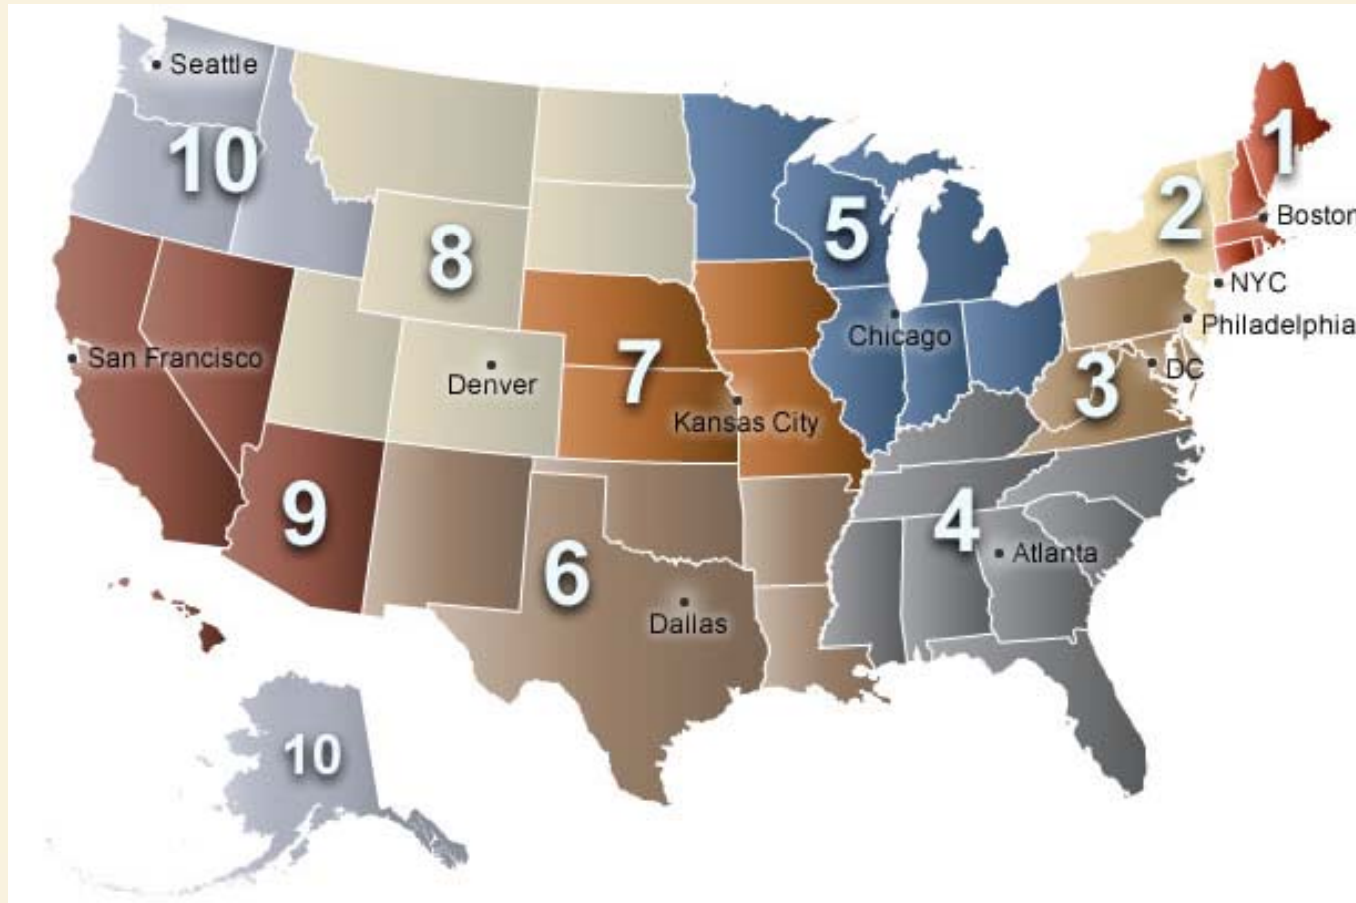 Seattle
10
1
8
5
2
Boston
NYC
Philadelphia
Chicago
San Francisco
Denver
7
DC
3
Kansas City
9
6
4
Atlanta
Dallas
10